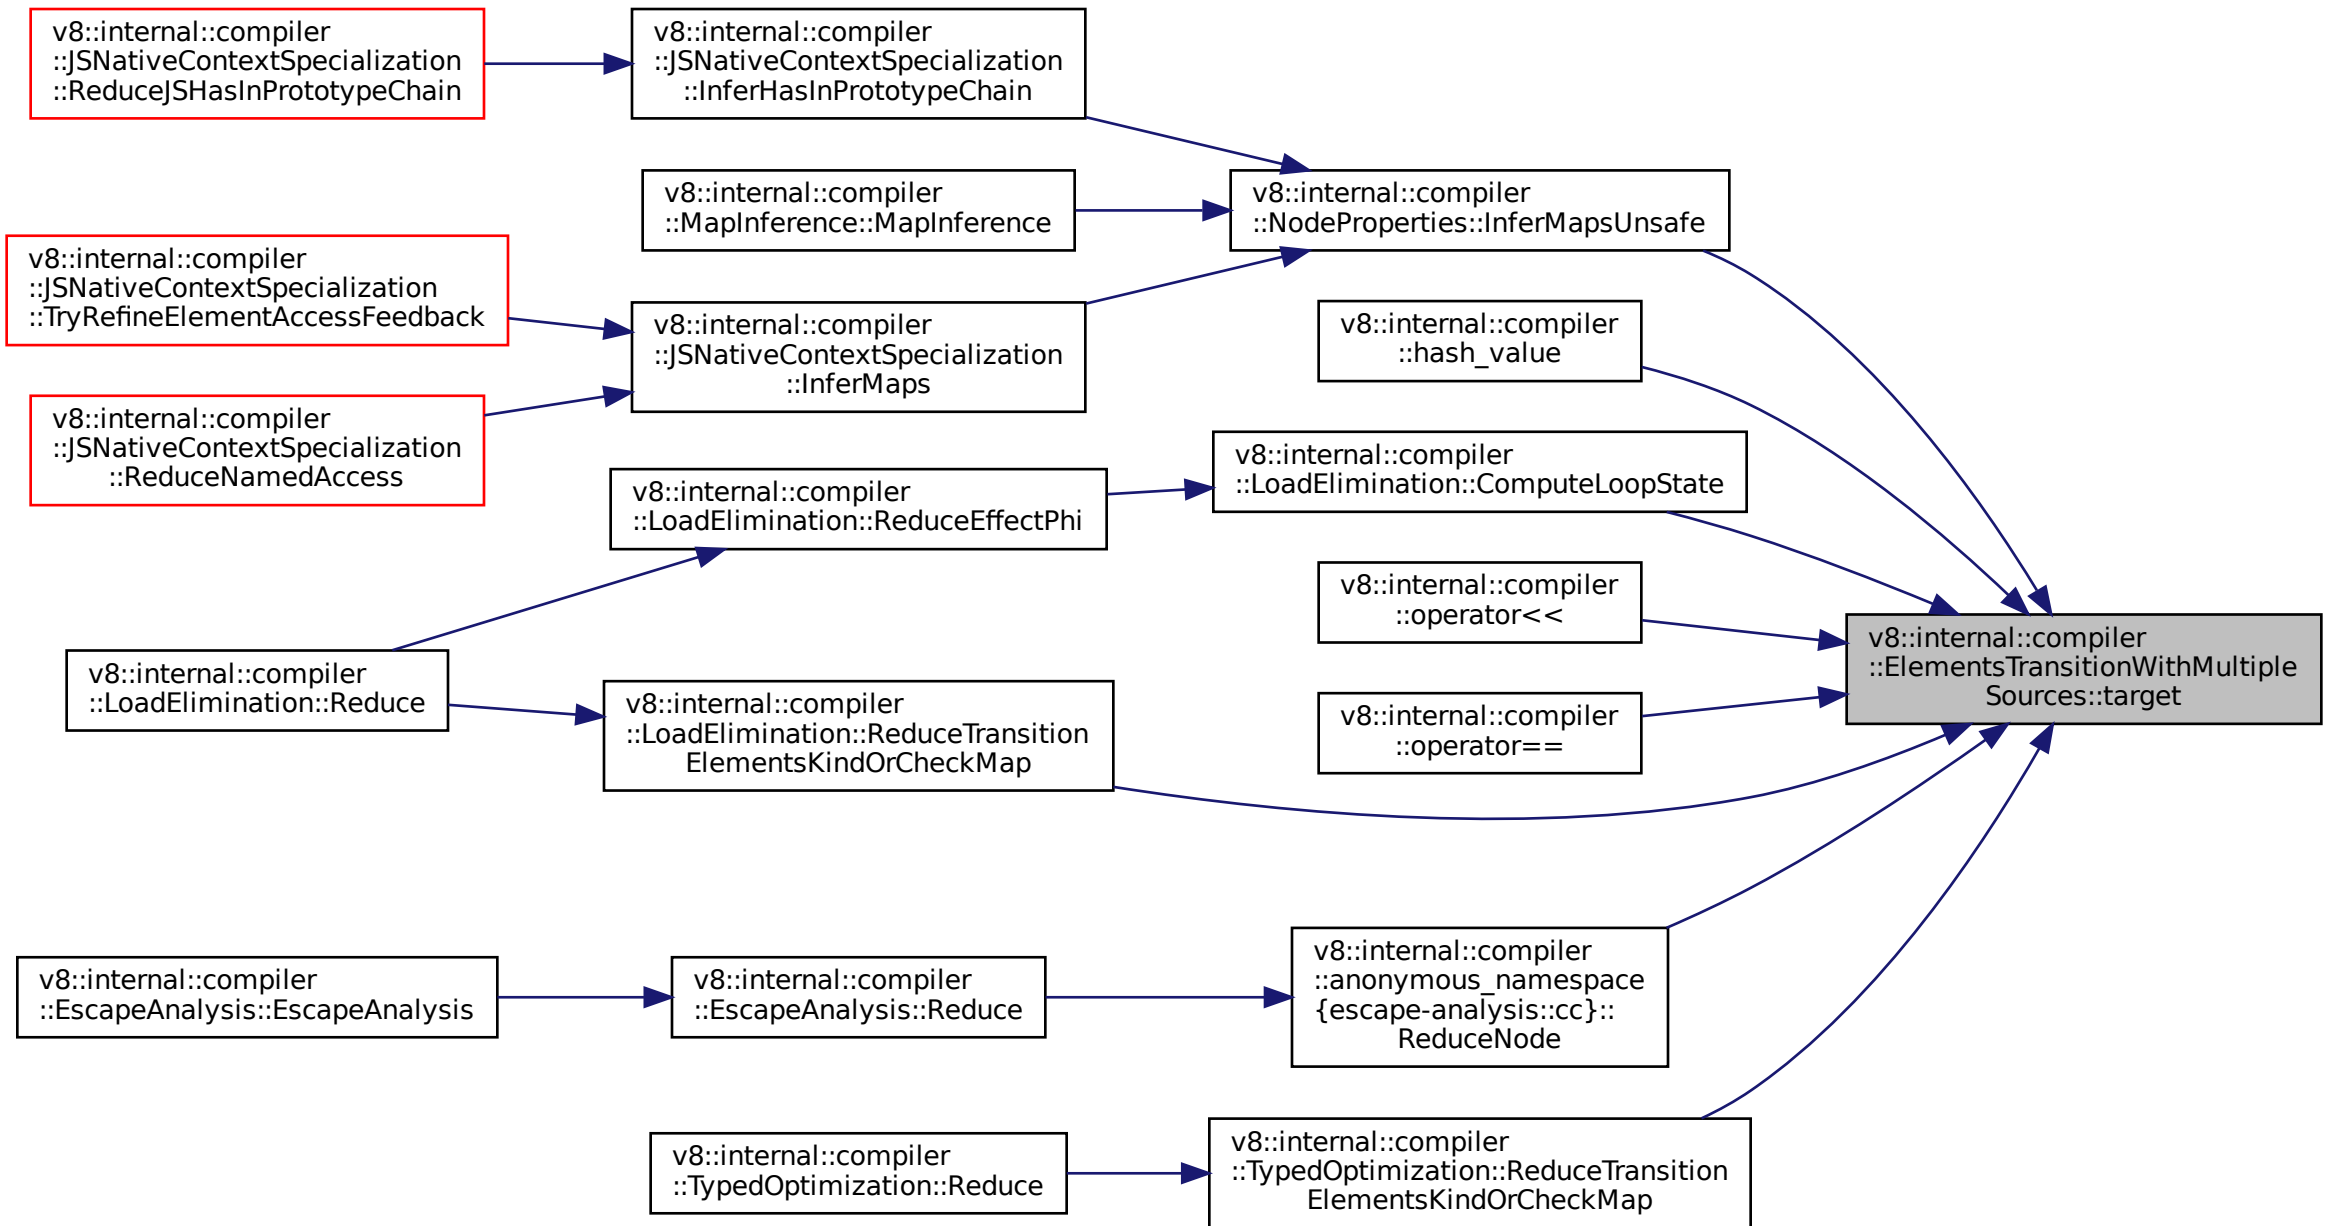 v8::internal::compiler
::JSNativeContextSpecialization
::ReduceJSHasInPrototypeChain
v8::internal::compiler
::JSNativeContextSpecialization
::InferHasInPrototypeChain
v8::internal::compiler
::MapInference::MapInference
v8::internal::compiler
::NodeProperties::InferMapsUnsafe
v8::internal::compiler
::JSNativeContextSpecialization
::TryRefineElementAccessFeedback
v8::internal::compiler
::JSNativeContextSpecialization
::InferMaps
v8::internal::compiler
::hash_value
v8::internal::compiler
::JSNativeContextSpecialization
::ReduceNamedAccess
v8::internal::compiler
::LoadElimination::ReduceEffectPhi
v8::internal::compiler
::LoadElimination::ComputeLoopState
v8::internal::compiler
::operator<<
v8::internal::compiler
::ElementsTransitionWithMultiple
Sources::target
v8::internal::compiler
::LoadElimination::Reduce
v8::internal::compiler
::LoadElimination::ReduceTransition
ElementsKindOrCheckMap
v8::internal::compiler
::operator==
v8::internal::compiler
::EscapeAnalysis::EscapeAnalysis
v8::internal::compiler
::EscapeAnalysis::Reduce
v8::internal::compiler
::anonymous_namespace
{escape-analysis::cc}::
ReduceNode
v8::internal::compiler
::TypedOptimization::Reduce
v8::internal::compiler
::TypedOptimization::ReduceTransition
ElementsKindOrCheckMap